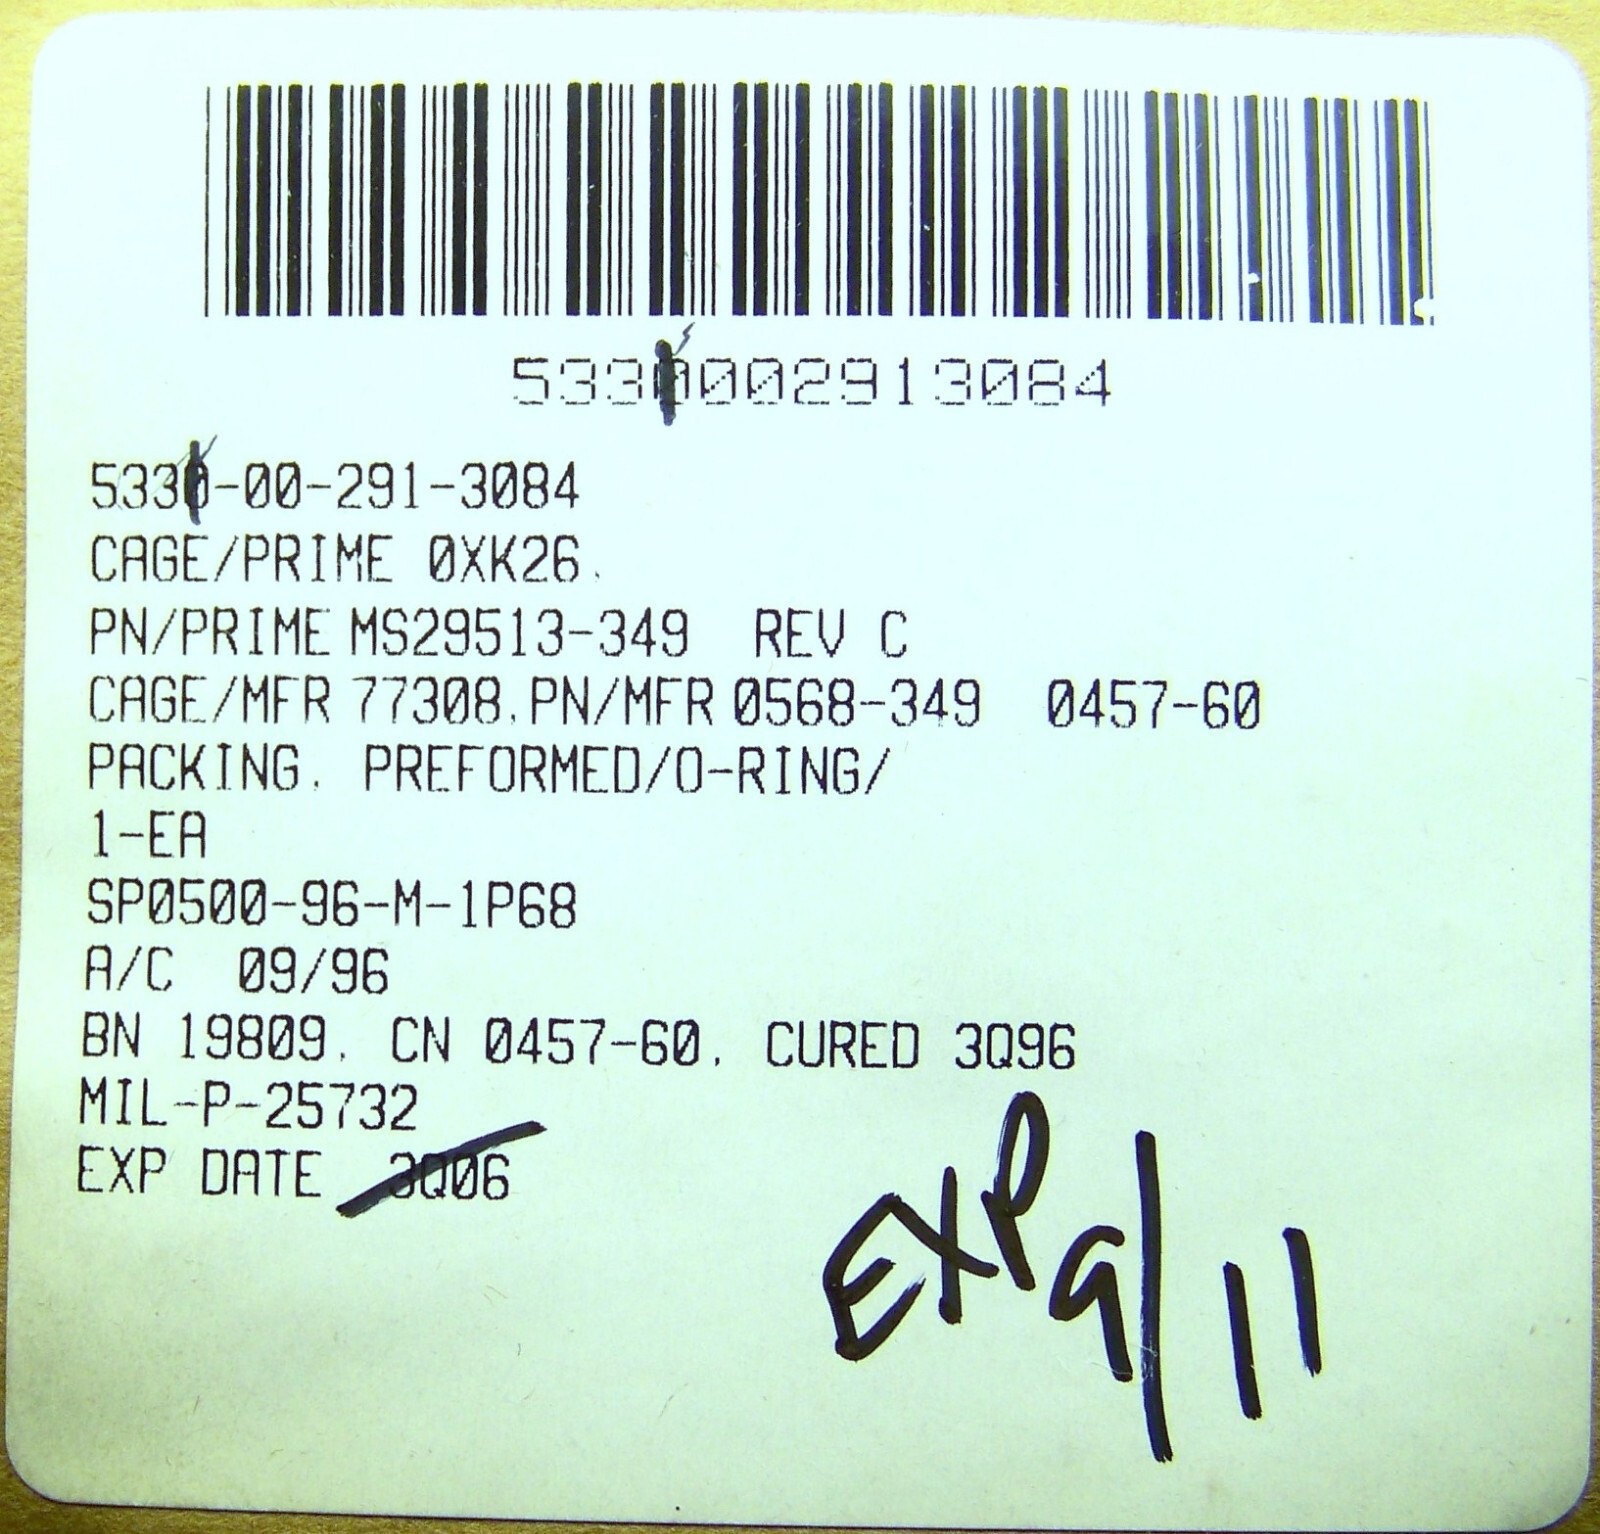 5331002913084
5331-00-291-3084
CAGE/PRIME 0XK26,
PN/PRIME MS29513-349 REV C
CAGE/MFR 77308,PN/MFR 0568-349 0457-60
PACKING, PREFORMED/O-RING/
1-EA
SP0500-96-M-1P68
A/C 09/96
BN 19809, CN 0457-60, CURED 3Q96
MIL-P-25732
EXP DATE 3Q06
EXP 9/11